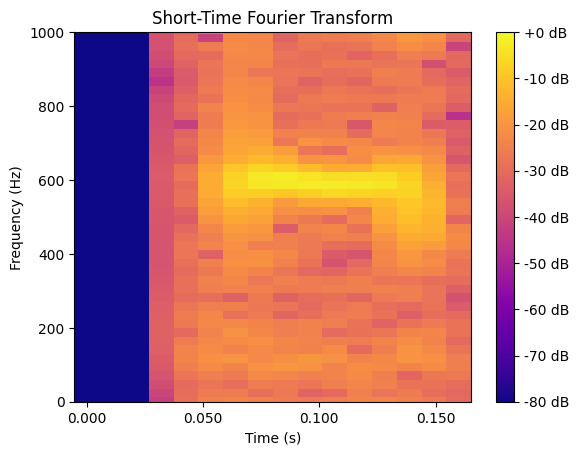 Short-Time Fourier Transform
1000
800
600
400
200
0
Frequency (Hz)
0.000
0.050
0.100
0.150
Time (s)
+0 dB
-10 dB
-20 dB
-30 dB
-40 dB
-50 dB
-60 dB
-70 dB
-80 dB